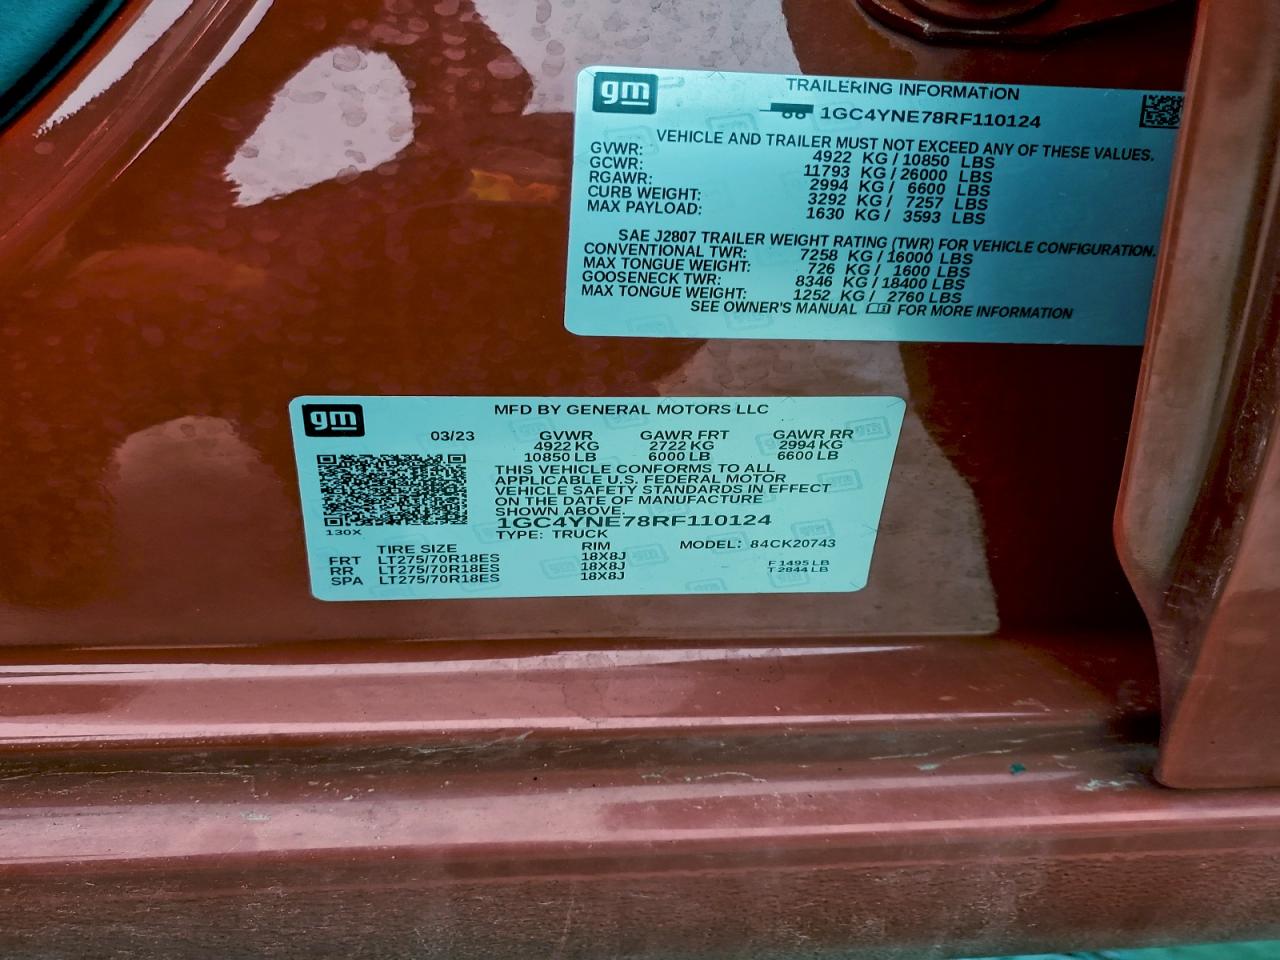 gm
TRAILERING INFORMATION
1GC4YNE78RF110124
VEHICLE AND TRAILER MUST NOT EXCEED ANY OF THESE VALUES.
GVWR: 4922 KG / 10850 LBS
GCWR: 11793 KG / 26000 LBS
RGAWR: 2994 KG / 6600 LBS
CURB WEIGHT: 3292 KG / 7257 LBS
MAX PAYLOAD: 1630 KG / 3593 LBS
SAE J2807 TRAILER WEIGHT RATING (TWR) FOR VEHICLE CONFIGURATION.
CONVENTIONAL TWR: 7258 KG / 16000 LBS
MAX TONGUE WEIGHT: 726 KG / 1600 LBS
GOOSENECK TWR: 8346 KG / 18400 LBS
MAX TONGUE WEIGHT: 1252 KG / 2760 LBS
SEE OWNER'S MANUAL FOR MORE INFORMATION
gm
MFD BY GENERAL MOTORS LLC
03/23 GVWR GAWR FRT GAWR RR
4922 KG 2722 KG 2994 KG
10850 LB 6000 LB 6600 LB
THIS VEHICLE CONFORMS TO ALL
APPLICABLE U.S. FEDERAL MOTOR
VEHICLE SAFETY STANDARDS IN EFFECT
ON THE DATE OF MANUFACTURE
SHOWN ABOVE.
1GC4YNE78RF110124
130X
TYPE: TRUCK
TIRE SIZE RIM MODEL: 84CK20743
FRT LT275/70R18ES 18X8J F 1495 LB
RR LT275/70R18ES 18X8J T 2844 LB
SPA LT275/70R18ES 18X8J